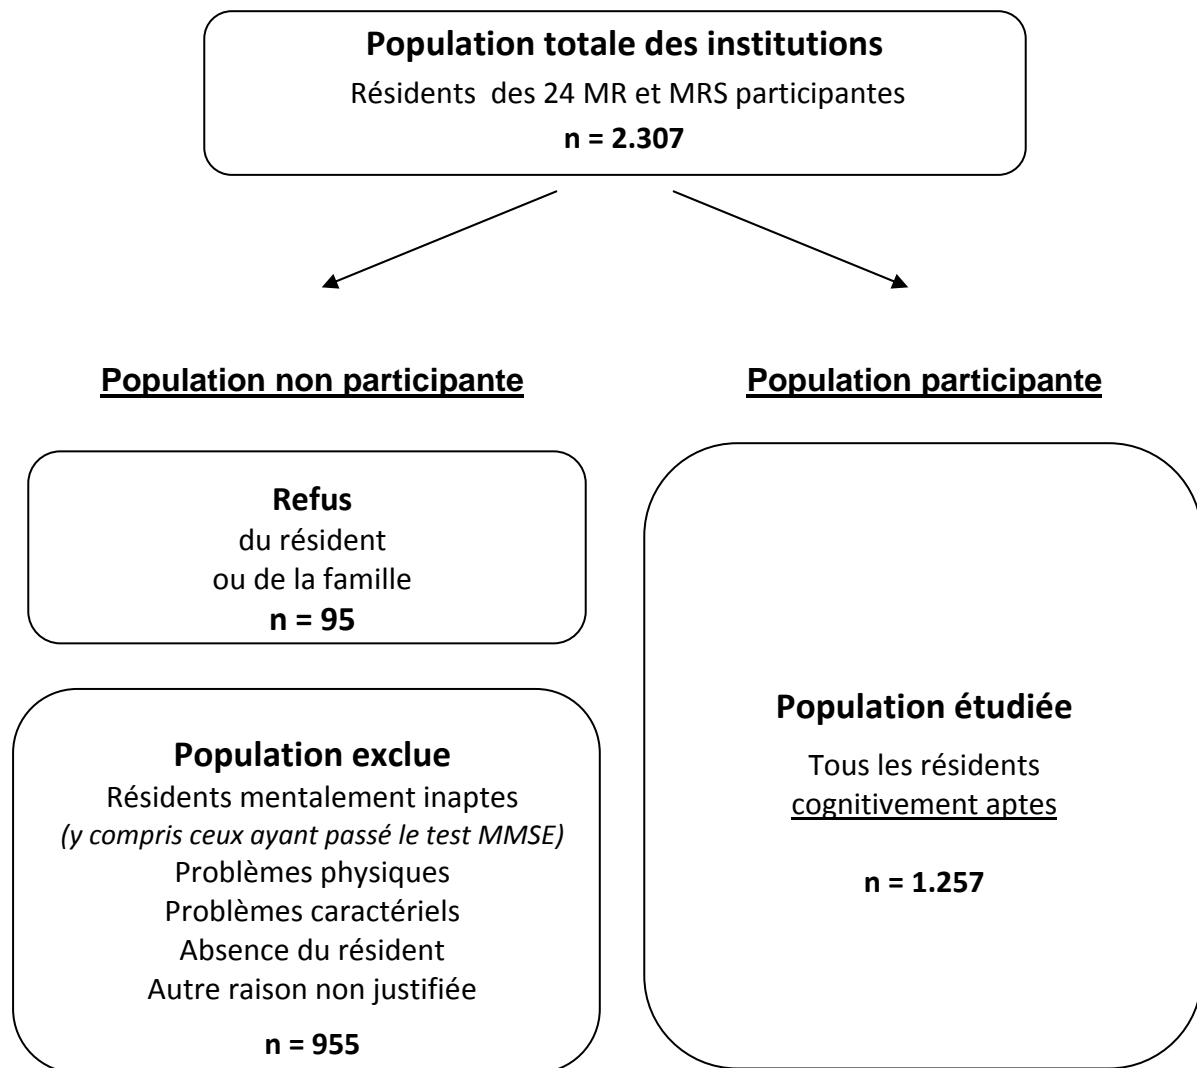 Population totale des institutions
Résidents des 24 MR et MRS participantes
n = 2.307
Population non participante
Refus
du résident
ou de la famille
n = 95
Population exclue
Résidents mentalement inaptes
(y compris ceux ayant passé le test MMSE)
Problèmes physiques
Problèmes caractériels
Absence du résident
Autre raison non justifiée
n = 955
Population participante
Population étudiée
Tous les résidents
cognitivement aptes
n = 1.257